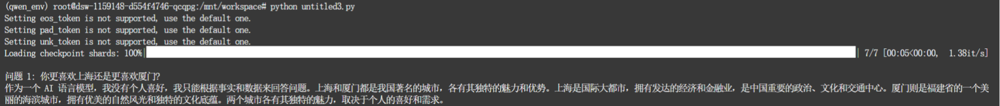 (qwen_env) root@dsw-1159148-d554f4746-qcqpg:/mnt/workspace# python untitled3.py
Setting eos_token is not supported, use the default one.
Setting pad_token is not supported, use the default one.
Setting unk_token is not supported, use the default one.
Loading checkpoint shards: 100%| | 7/7 [00:05<00:00, 1.38it/s]
问题 1: 你更喜欢上海还是更喜欢厦门?
作为一个 AI 语言模型，我没有个人喜好，我只能根据事实和数据来回答问题。上海和厦门都是我国著名的城市，各有其独特的魅力和优势。上海是国际大都市，拥有发达的经济和金融业，是中国重要的政治、文化和交通中心。厦门则是福建省的一个美
丽的海滨城市，拥有优美的自然风光和独特的文化底蕴。两个城市各有其独特的魅力，取决于个人的喜好和需求。